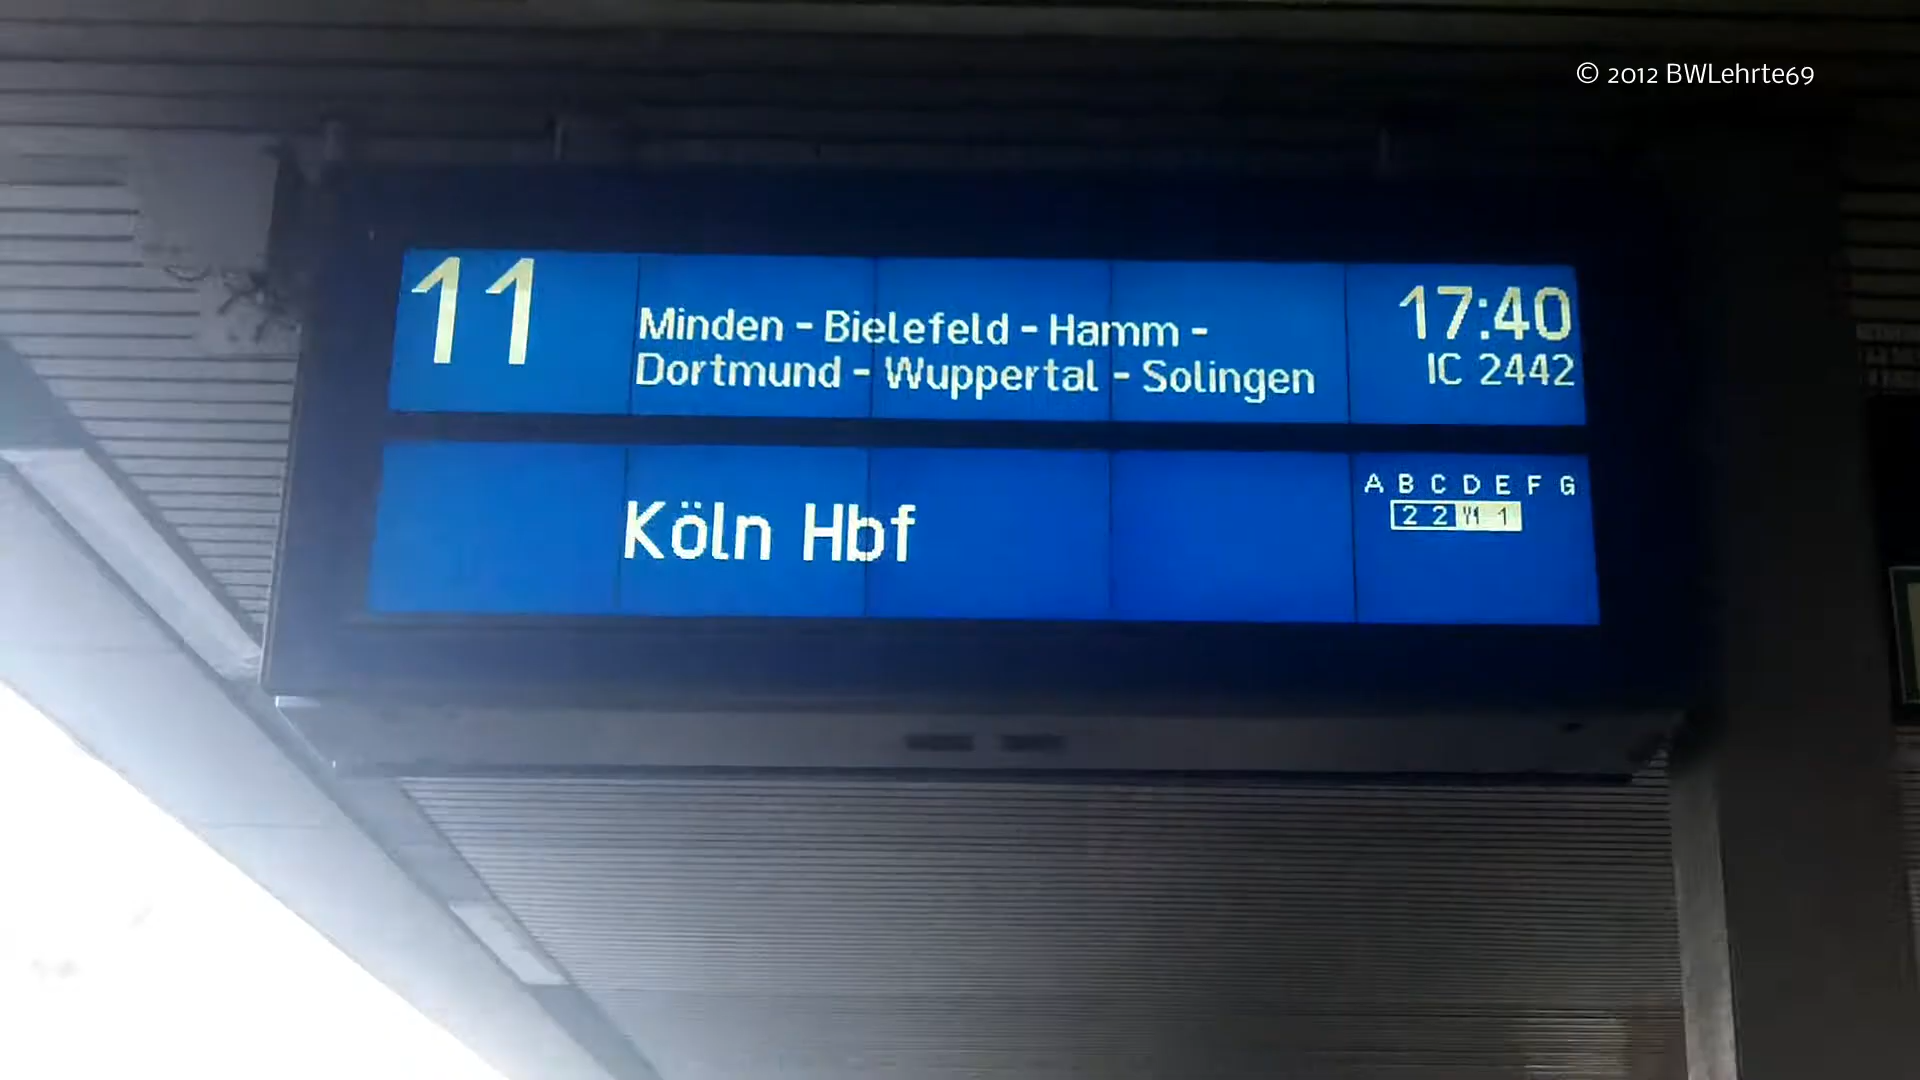 © 2012 BWLehrte69
11
Minden - Bielefeld - Hamm -
Dortmund - Wuppertal - Solingen
17:40
IC 2442
Köln Hbf
A B C D E F G
2 2 1